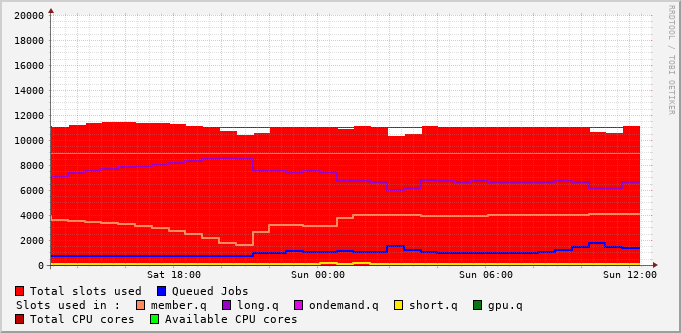 20000
18000
16000
14000
12000
10000
8000
6000
4000
2000
0
Sat 18:00 Sun 00:00 Sun 06:00 Sun 12:00
Total slots used Queued Jobs
Slots used in : member.q long.q ondemand.q short.q gpu.q
Total CPU cores Available CPU cores
RRDTOOL / TOBI OETIKER